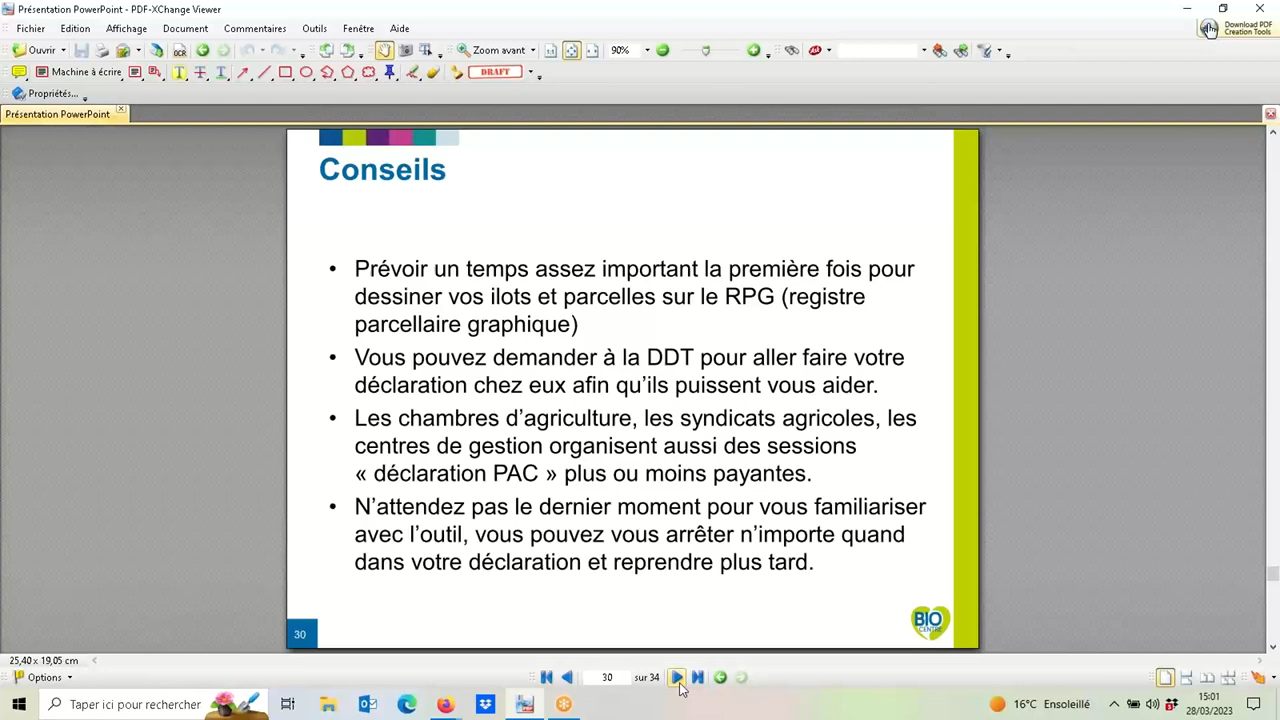 Présentation PowerPoint - PDF-XChange Viewer
Fichier Edition Affichage Document Commentaires Outils Fenêtre Aide
Download PDF
Creation Tools
Ouvrir OCR Zoom avant 90%
Machine à écrire DRAFT
Propriétés...
Présentation PowerPoint
Conseils
• Prévoir un temps assez important la première fois pour
dessiner vos ilots et parcelles sur le RPG (registre
parcellaire graphique)
• Vous pouvez demander à la DDT pour aller faire votre
déclaration chez eux afin qu’ils puissent vous aider.
• Les chambres d’agriculture, les syndicats agricoles, les
centres de gestion organisent aussi des sessions
« déclaration PAC » plus ou moins payantes.
• N’attendez pas le dernier moment pour vous familiariser
avec l’outil, vous pouvez vous arrêter n’importe quand
dans votre déclaration et reprendre plus tard.
30
BIO
CENTRE
25,40 x 19,05 cm
Options 30 sur 34
Taper ici pour rechercher
16°C Ensoleillé
15:01
28/03/2023